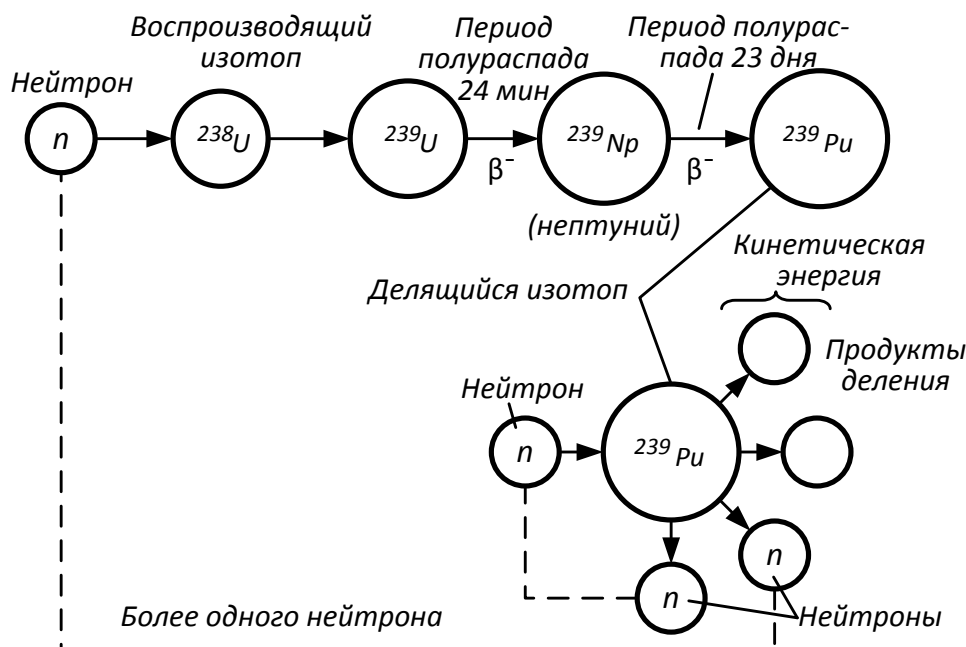 Воспроизводящий
изотоп
Период
полураспада
24 мин
Период полурас-
пада 23 дня
Нейтрон
n
238U
239U
β⁻
239Np
β⁻
239Pu
(нептуний)
Делящийся изотоп
Кинетическая
энергия
Продукты
деления
Нейтрон
n
239Pu
n
n
Нейтроны
Более одного нейтрона